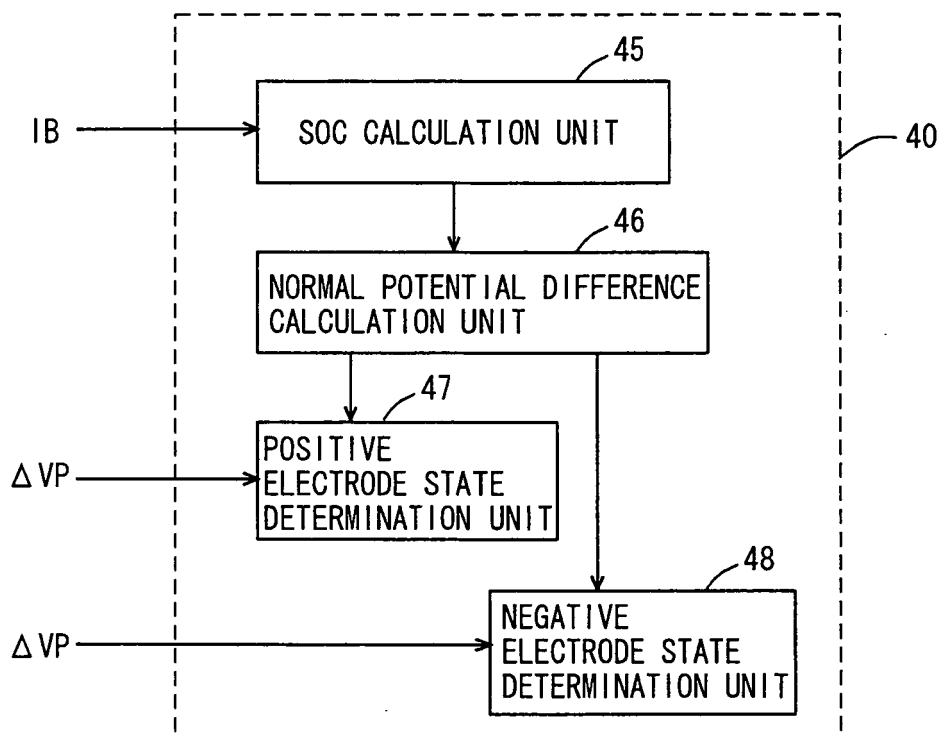 45
IB
SOC CALCULATION UNIT
40
46
NORMAL POTENTIAL DIFFERENCE
CALCULATION UNIT
47
ΔVP
POSITIVE
ELECTRODE STATE
DETERMINATION UNIT
48
ΔVP
NEGATIVE
ELECTRODE STATE
DETERMINATION UNIT